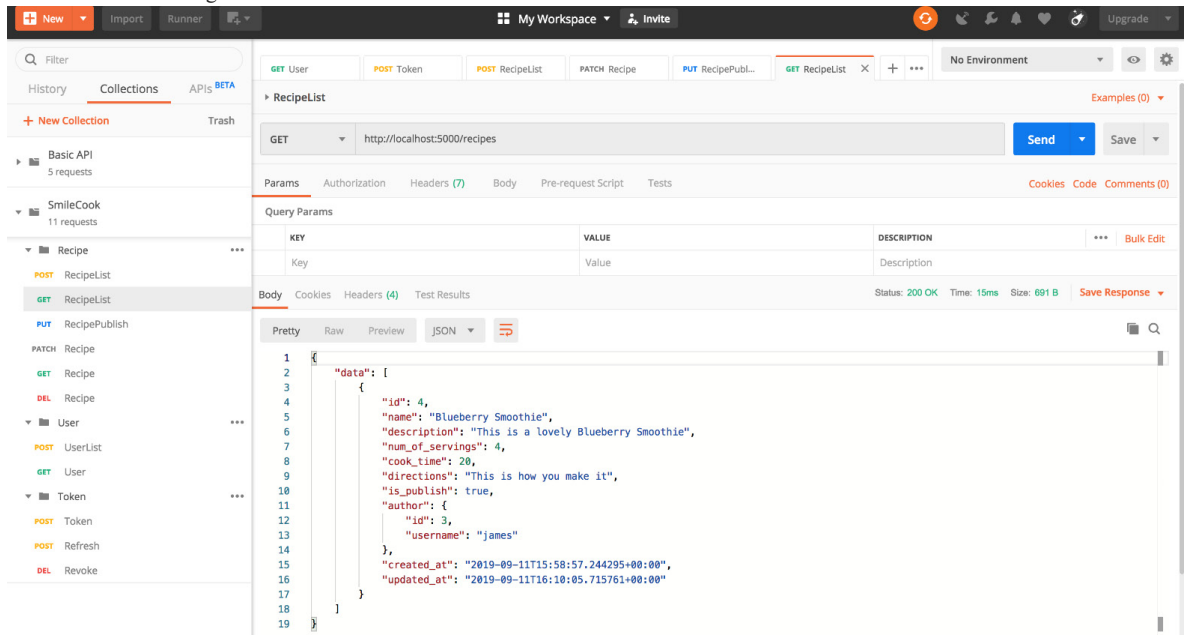 New Import Runner My Workspace Invite Upgrade
Filter
History Collections APIs BETA
+ New Collection Trash
Basic API
5 requests
SmileCook
11 requests
Recipe
POST RecipeList
GET RecipeList
PUT RecipePublish
PATCH Recipe
GET Recipe
DEL Recipe
User
POST UserList
GET User
Token
POST Token
POST Refresh
DEL Revoke
GET User POST Token POST RecipeList PATCH Recipe PUT RecipePubl... GET RecipeList X + ••• No Environment
RecipeList Examples (0)
GET http://localhost:5000/recipes Send Save
Params Authorization Headers (7) Body Pre-request Script Tests Cookies Code Comments (0)
Query Params
KEY VALUE DESCRIPTION ••• Bulk Edit
Key Value Description
Body Cookies Headers (4) Test Results Status: 200 OK Time: 15ms Size: 691 B Save Response
Pretty Raw Preview JSON
1 {
2 "data": [
3 {
4 "id": 4,
5 "name": "Blueberry Smoothie",
6 "description": "This is a lovely Blueberry Smoothie",
7 "num_of_servings": 4,
8 "cook_time": 20,
9 "directions": "This is how you make it",
10 "is_publish": true,
11 "author": {
12 "id": 3,
13 "username": "james"
14 },
15 "created_at": "2019-09-11T15:58:57.244295+00:00",
16 "updated_at": "2019-09-11T16:10:05.715761+00:00"
17 }
18 ]
19 }